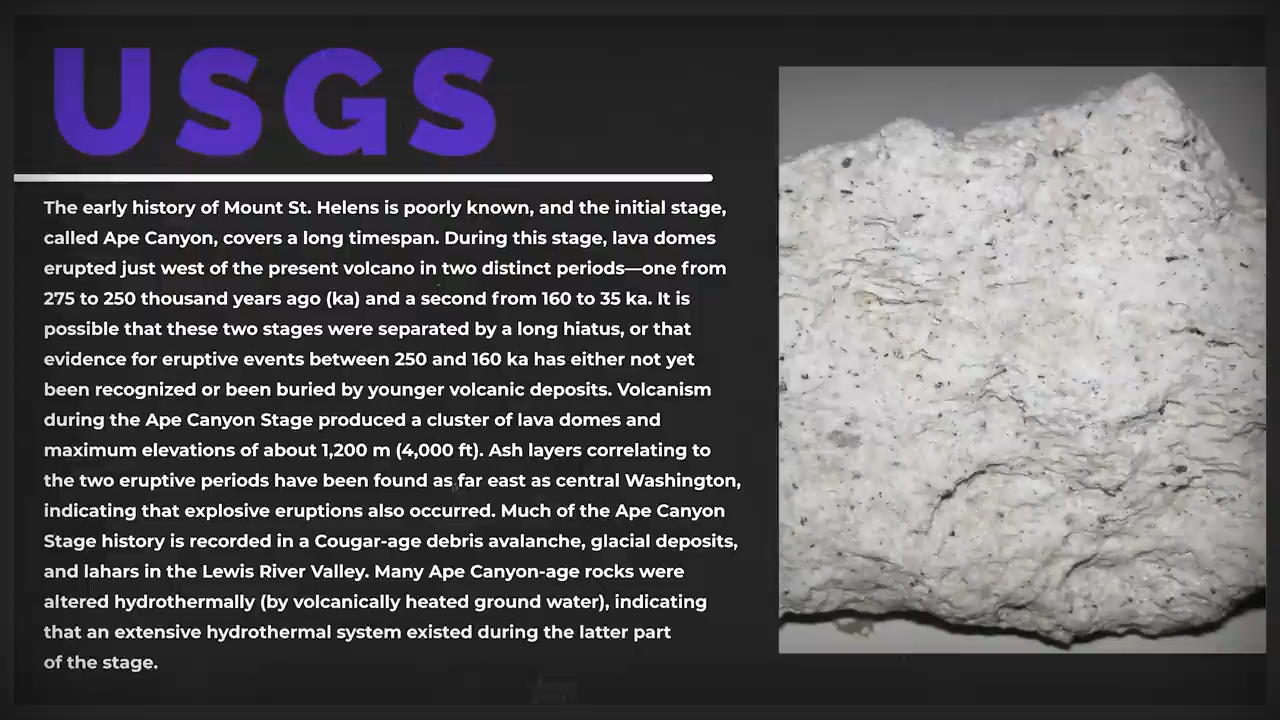 USGS
The early history of Mount St. Helens is poorly known, and the initial stage,
called Ape Canyon, covers a long timespan. During this stage, lava domes
erupted just west of the present volcano in two distinct periods—one from
275 to 250 thousand years ago (ka) and a second from 160 to 35 ka. It is
possible that these two stages were separated by a long hiatus, or that
evidence for eruptive events between 250 and 160 ka has either not yet
been recognized or been buried by younger volcanic deposits. Volcanism
during the Ape Canyon Stage produced a cluster of lava domes and
maximum elevations of about 1,200 m (4,000 ft). Ash layers correlating to
the two eruptive periods have been found as far east as central Washington,
indicating that explosive eruptions also occurred. Much of the Ape Canyon
Stage history is recorded in a Cougar-age debris avalanche, glacial deposits,
and lahars in the Lewis River Valley. Many Ape Canyon-age rocks were
altered hydrothermally (by volcanically heated ground water), indicating
that an extensive hydrothermal system existed during the latter part
of the stage.